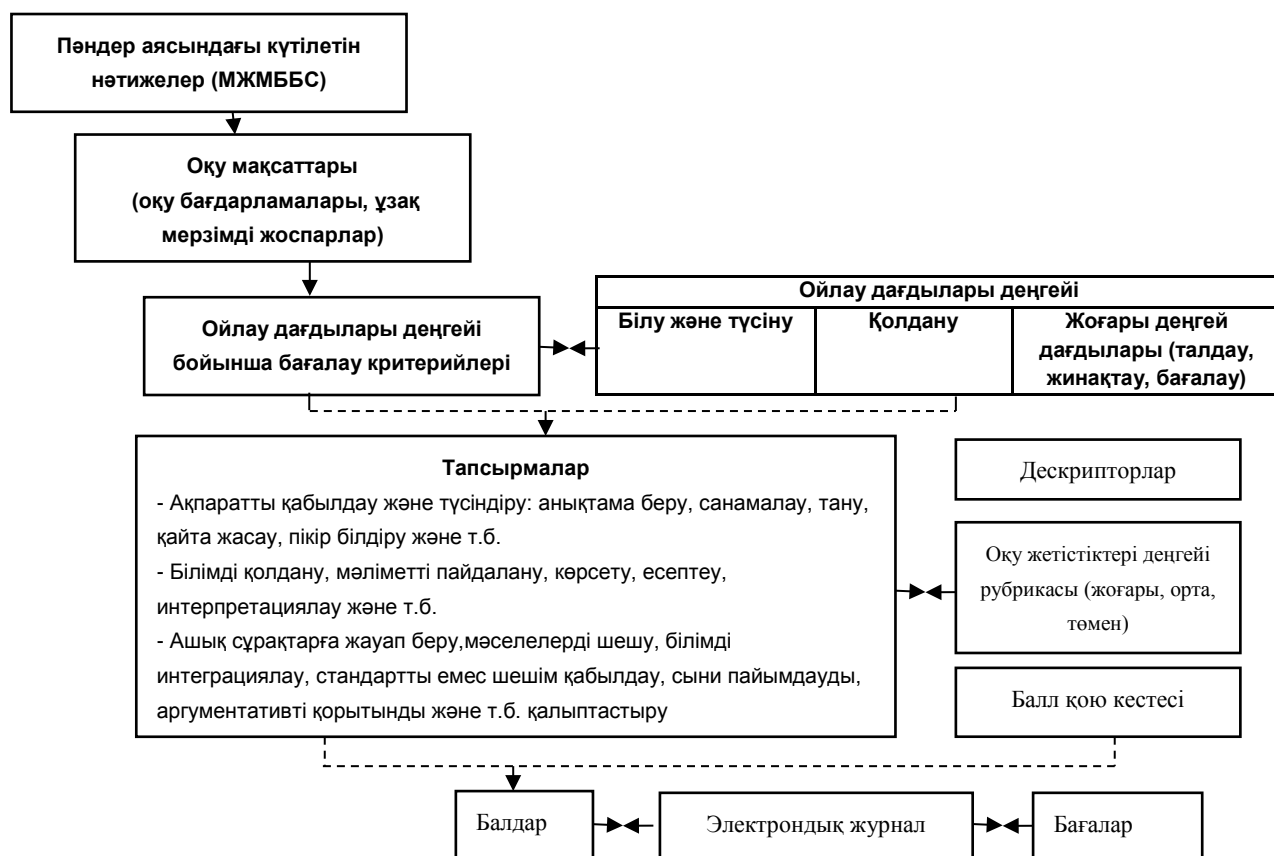 Пәндер аясындағы күтілетін
нәтижелер (МЖМББС)
Оқу мақсаттары
(оқу бағдарламалары, ұзақ
мерзімді жоспарлар)
Ойлау дағдылары деңгейі
бойынша бағалау критерийлері
Ойлау дағдылары деңгейі
Білу және түсіну
Қолдану
Жоғары деңгей
дағдылары (талдау,
жинақтау, бағалау)
Тапсырмалар
- Ақпаратты қабылдау және түсіндіру: анықтама беру, санамалау, тану,
қайта жасау, пікір білдіру және т.б.
- Білімді қолдану, мәліметті пайдалану, көрсету, есептеу,
интерпретациялау және т.б.
- Ашық сұрақтарға жауап беру,мәселелерді шешу, білімді
интеграциялау, стандартты емес шешім қабылдау, сыни пайымдауды,
аргументативті қорытынды және т.б. қалыптастыру
Дескрипторлар
Оқу жетістіктері деңгейі
рубрикасы (жоғары, орта,
төмен)
Балл қою кестесі
Балдар
Электрондық журнал
Бағалар